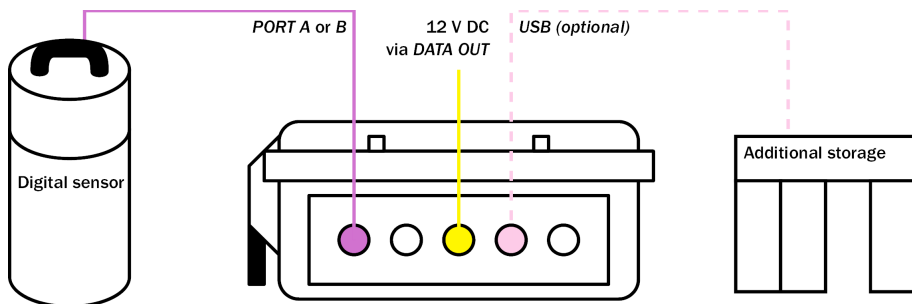 PORT A or B
12 V DC
via DATA OUT
USB (optional)
Digital sensor
Additional storage